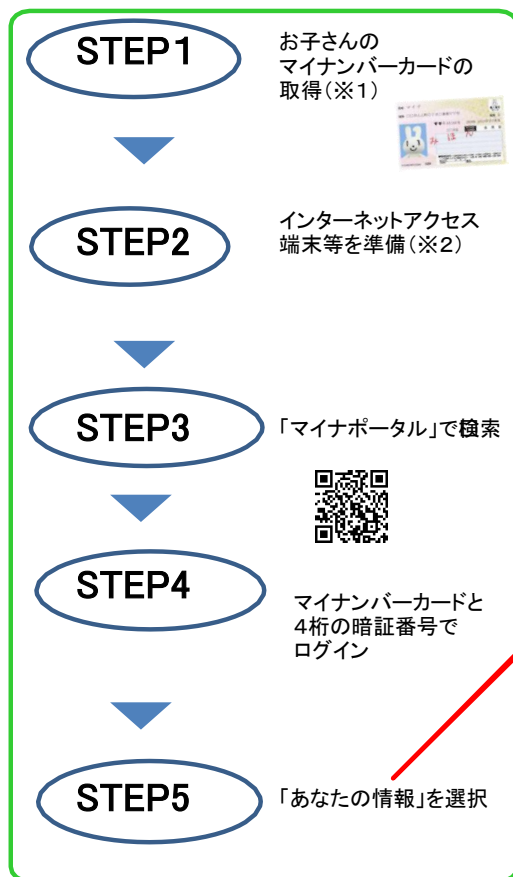 STEP1
お子さんの
マイナンバーカードの
取得(※1)
みほん
STEP2
インターネットアクセス
端末等を準備(※2)
STEP3
「マイナポータル」で検索
STEP4
マイナンバーカードと
4桁の暗証番号で
ログイン
STEP5
「あなたの情報」を選択